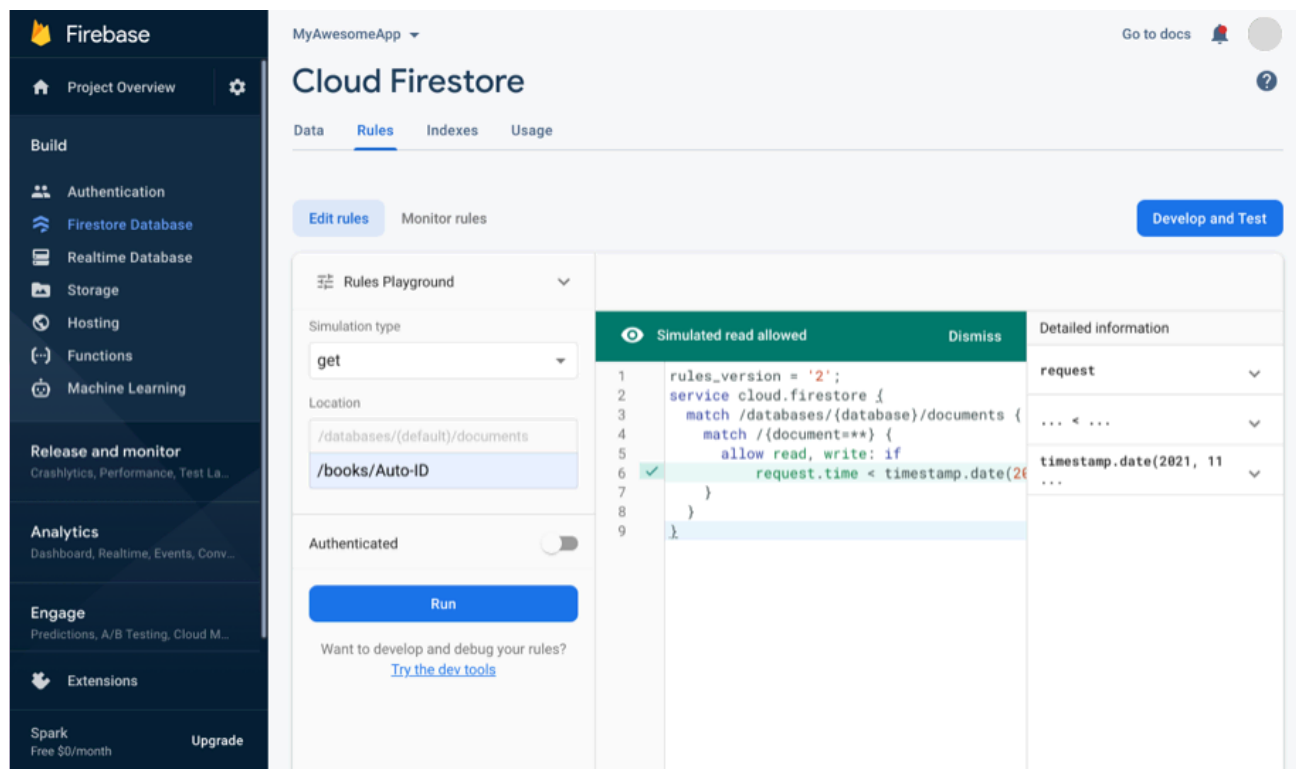 Firebase
Project Overview
Build
Authentication
Firestore Database
Realtime Database
Storage
Hosting
Functions
Machine Learning
Release and monitor
Crashlytics, Performance, Test La...
Analytics
Dashboard, Realtime, Events, Conv...
Engage
Predictions, A/B Testing, Cloud M...
Extensions
Spark
Free $0/month
Upgrade
MyAwesomeApp
Go to docs
Cloud Firestore
?
Data Rules Indexes Usage
Edit rules Monitor rules
Develop and Test
Rules Playground
Simulation type
get
Location
/databases/(default)/documents
/books/Auto-ID
Authenticated
Run
Want to develop and debug your rules?
Try the dev tools
Simulated read allowed Dismiss
1 rules_version = '2';
2 service cloud.firestore {
3 match /databases/{database}/documents {
4 match /{document=**} {
5 allow read, write: if
6 request.time < timestamp.date(20
7 }
8 }
9 }
Detailed information
request
... < ...
timestamp.date(2021, 11
...